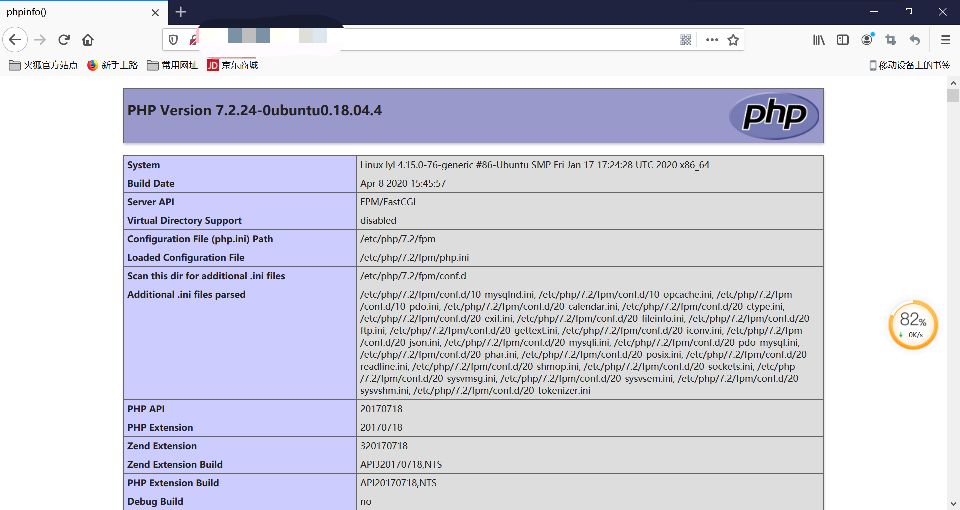 phpinfo()
火狐官方站点 新手上路 常用网址 JD 京东商城 移动设备上的书签
PHP Version 7.2.24-0ubuntu0.18.04.4
php
System Linux lyl 4.15.0-76-generic #86-Ubuntu SMP Fri Jan 17 17:24:28 UTC 2020 x86_64
Build Date Apr 8 2020 15:45:57
Server API FPM/FastCGI
Virtual Directory Support disabled
Configuration File (php.ini) Path /etc/php/7.2/fpm
Loaded Configuration File /etc/php/7.2/fpm/php.ini
Scan this dir for additional .ini files /etc/php/7.2/fpm/conf.d
Additional .ini files parsed /etc/php/7.2/fpm/conf.d/10-mysqlnd.ini, /etc/php/7.2/fpm/conf.d/10-opcache.ini, /etc/php/7.2/fpm
/conf.d/10-pdo.ini, /etc/php/7.2/fpm/conf.d/20-calendar.ini, /etc/php/7.2/fpm/conf.d/20-ctype.ini,
/etc/php/7.2/fpm/conf.d/20-exif.ini, /etc/php/7.2/fpm/conf.d/20-fileinfo.ini, /etc/php/7.2/fpm/conf.d/20-
ftp.ini, /etc/php/7.2/fpm/conf.d/20-gettext.ini, /etc/php/7.2/fpm/conf.d/20-iconv.ini, /etc/php/7.2/fpm
/conf.d/20-json.ini, /etc/php/7.2/fpm/conf.d/20-mysqli.ini, /etc/php/7.2/fpm/conf.d/20-pdo_mysql.ini,
/etc/php/7.2/fpm/conf.d/20-phar.ini, /etc/php/7.2/fpm/conf.d/20-posix.ini, /etc/php/7.2/fpm/conf.d/20-
readline.ini, /etc/php/7.2/fpm/conf.d/20-shmop.ini, /etc/php/7.2/fpm/conf.d/20-sockets.ini, /etc/php
/7.2/fpm/conf.d/20-sysvmsg.ini, /etc/php/7.2/fpm/conf.d/20-sysvsem.ini, /etc/php/7.2/fpm/conf.d/20-
sysvshm.ini, /etc/php/7.2/fpm/conf.d/20-tokenizer.ini
82%
0K/s
PHP API 20170718
PHP Extension 20170718
Zend Extension 320170718
Zend Extension Build API320170718,NTS
PHP Extension Build API20170718,NTS
Debug Build no